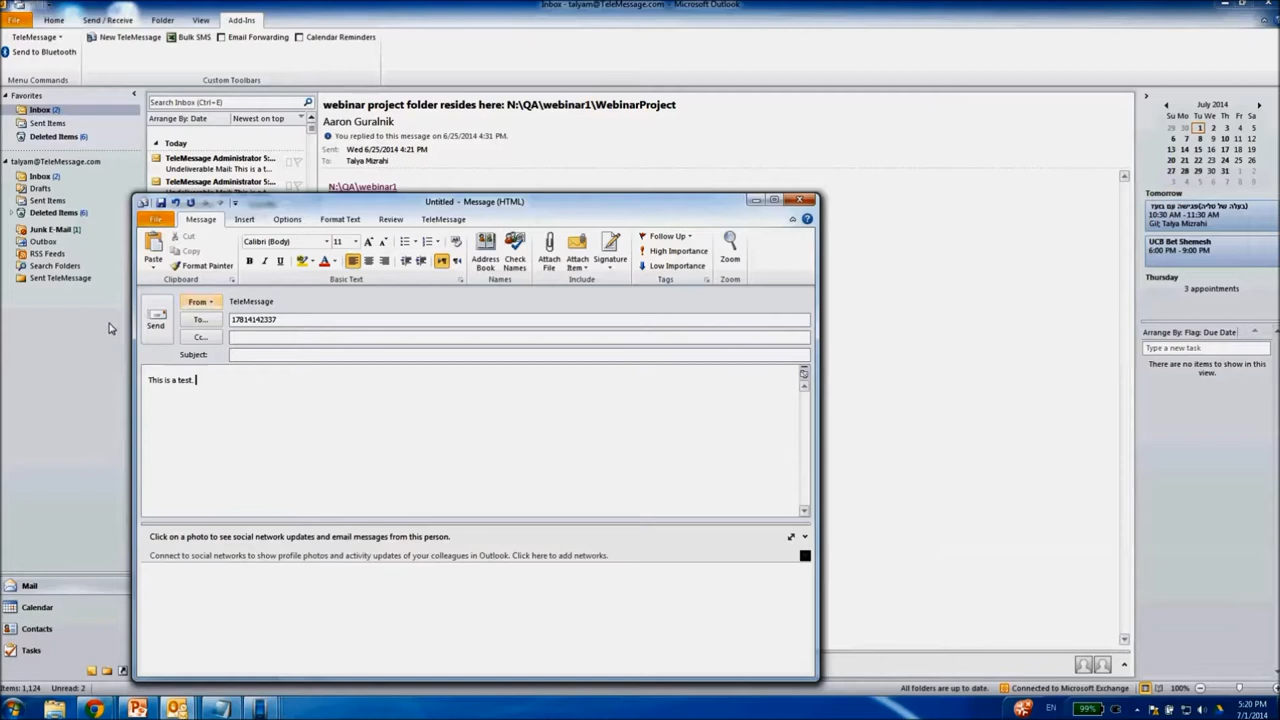 Inbox - talyam@TeleMessage.com - Microsoft Outlook
File Home Send / Receive Folder View Add-Ins
TeleMessage New TeleMessage Bulk SMS Email Forwarding Calendar Reminders
Send to Bluetooth
Menu Commands Custom Toolbars
Favorites
Inbox (2)
Sent Items
Deleted Items (6)
talyam@TeleMessage.com
Inbox (2)
Drafts
Sent Items
Deleted Items (6)
Junk E-Mail [1]
Outbox
RSS Feeds
Search Folders
Sent TeleMessage
Mail
Calendar
Contacts
Tasks
Search Inbox (Ctrl+E)
Arrange By: Date Newest on top
Today
TeleMessage Administrator 5:...
Undeliverable Mail: This is a t...
TeleMessage Administrator 5:...
Undeliverable Mail: This is a t...
webinar project folder resides here: N:\QA\webinar1\WebinarProject
Aaron Guralnik
You replied to this message on 6/25/2014 4:31 PM.
Sent: Wed 6/25/2014 4:21 PM
To: Talya Mizrahi
N:\QA\webinar1
Untitled - Message (HTML)
File Message Insert Options Format Text Review TeleMessage
Paste
Cut
Copy
Format Painter
Clipboard
Calibri (Body) 11
B I U
Basic Text
Address Book
Check Names
Names
Attach File
Attach Item
Signature
Include
Follow Up
High Importance
Low Importance
Tags
Zoom
Zoom
Send
From TeleMessage
To... 17814142337
Cc...
Subject:
This is a test.
Click on a photo to see social network updates and email messages from this person.
Connect to social networks to show profile photos and activity updates of your colleagues in Outlook. Click here to add networks.
July 2014
Su Mo Tu We Th Fr Sa
29 30 1 2 3 4 5
6 7 8 9 10 11 12
13 14 15 16 17 18 19
20 21 22 23 24 25 26
27 28 29 30 31 1 2
3 4 5 6 7 8 9
Tomorrow
פגישה עם נועד (בעלה של טליה)
10:30 AM - 11:30 AM
Gil; Talya Mizrahi
UCB Bet Shemesh
6:00 PM - 9:00 PM
Thursday
3 appointments
Arrange By: Flag: Due Date
Type a new task
There are no items to show in this view.
Items: 1,124 Unread: 2
All folders are up to date. Connected to Microsoft Exchange 100%
EN 99% 5:20 PM
7/1/2014